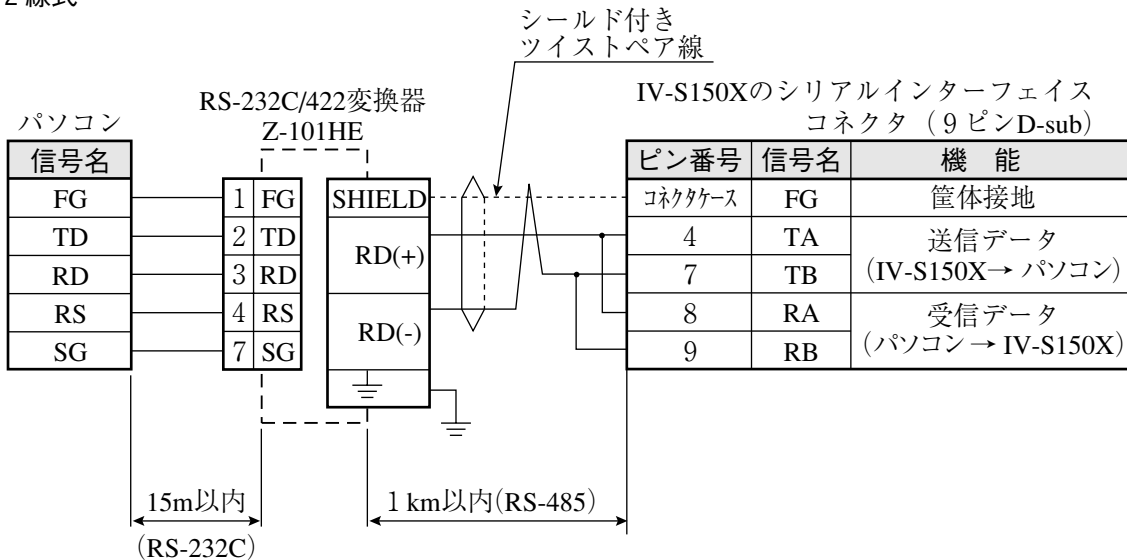 2 線式
シールド付き
ツイストペア線
RS-232C/422変換器
Z-101HE
IV-S150Xのシリアルインターフェイス
コネクタ（９ピンD-sub）
パソコン
信号名
FG
TD
RD
RS
SG
1 FG
2 TD
3 RD
4 RS
7 SG
SHIELD
RD(+)
RD(-)
ピン番号 信号名 機 能
コネクタケース FG 筐体接地
4 TA 送信データ
7 TB (IV-S150X→ パソコン)
8 RA 受信データ
9 RB (パソコン → IV-S150X)
15m以内
(RS-232C)
1 km以内(RS-485)